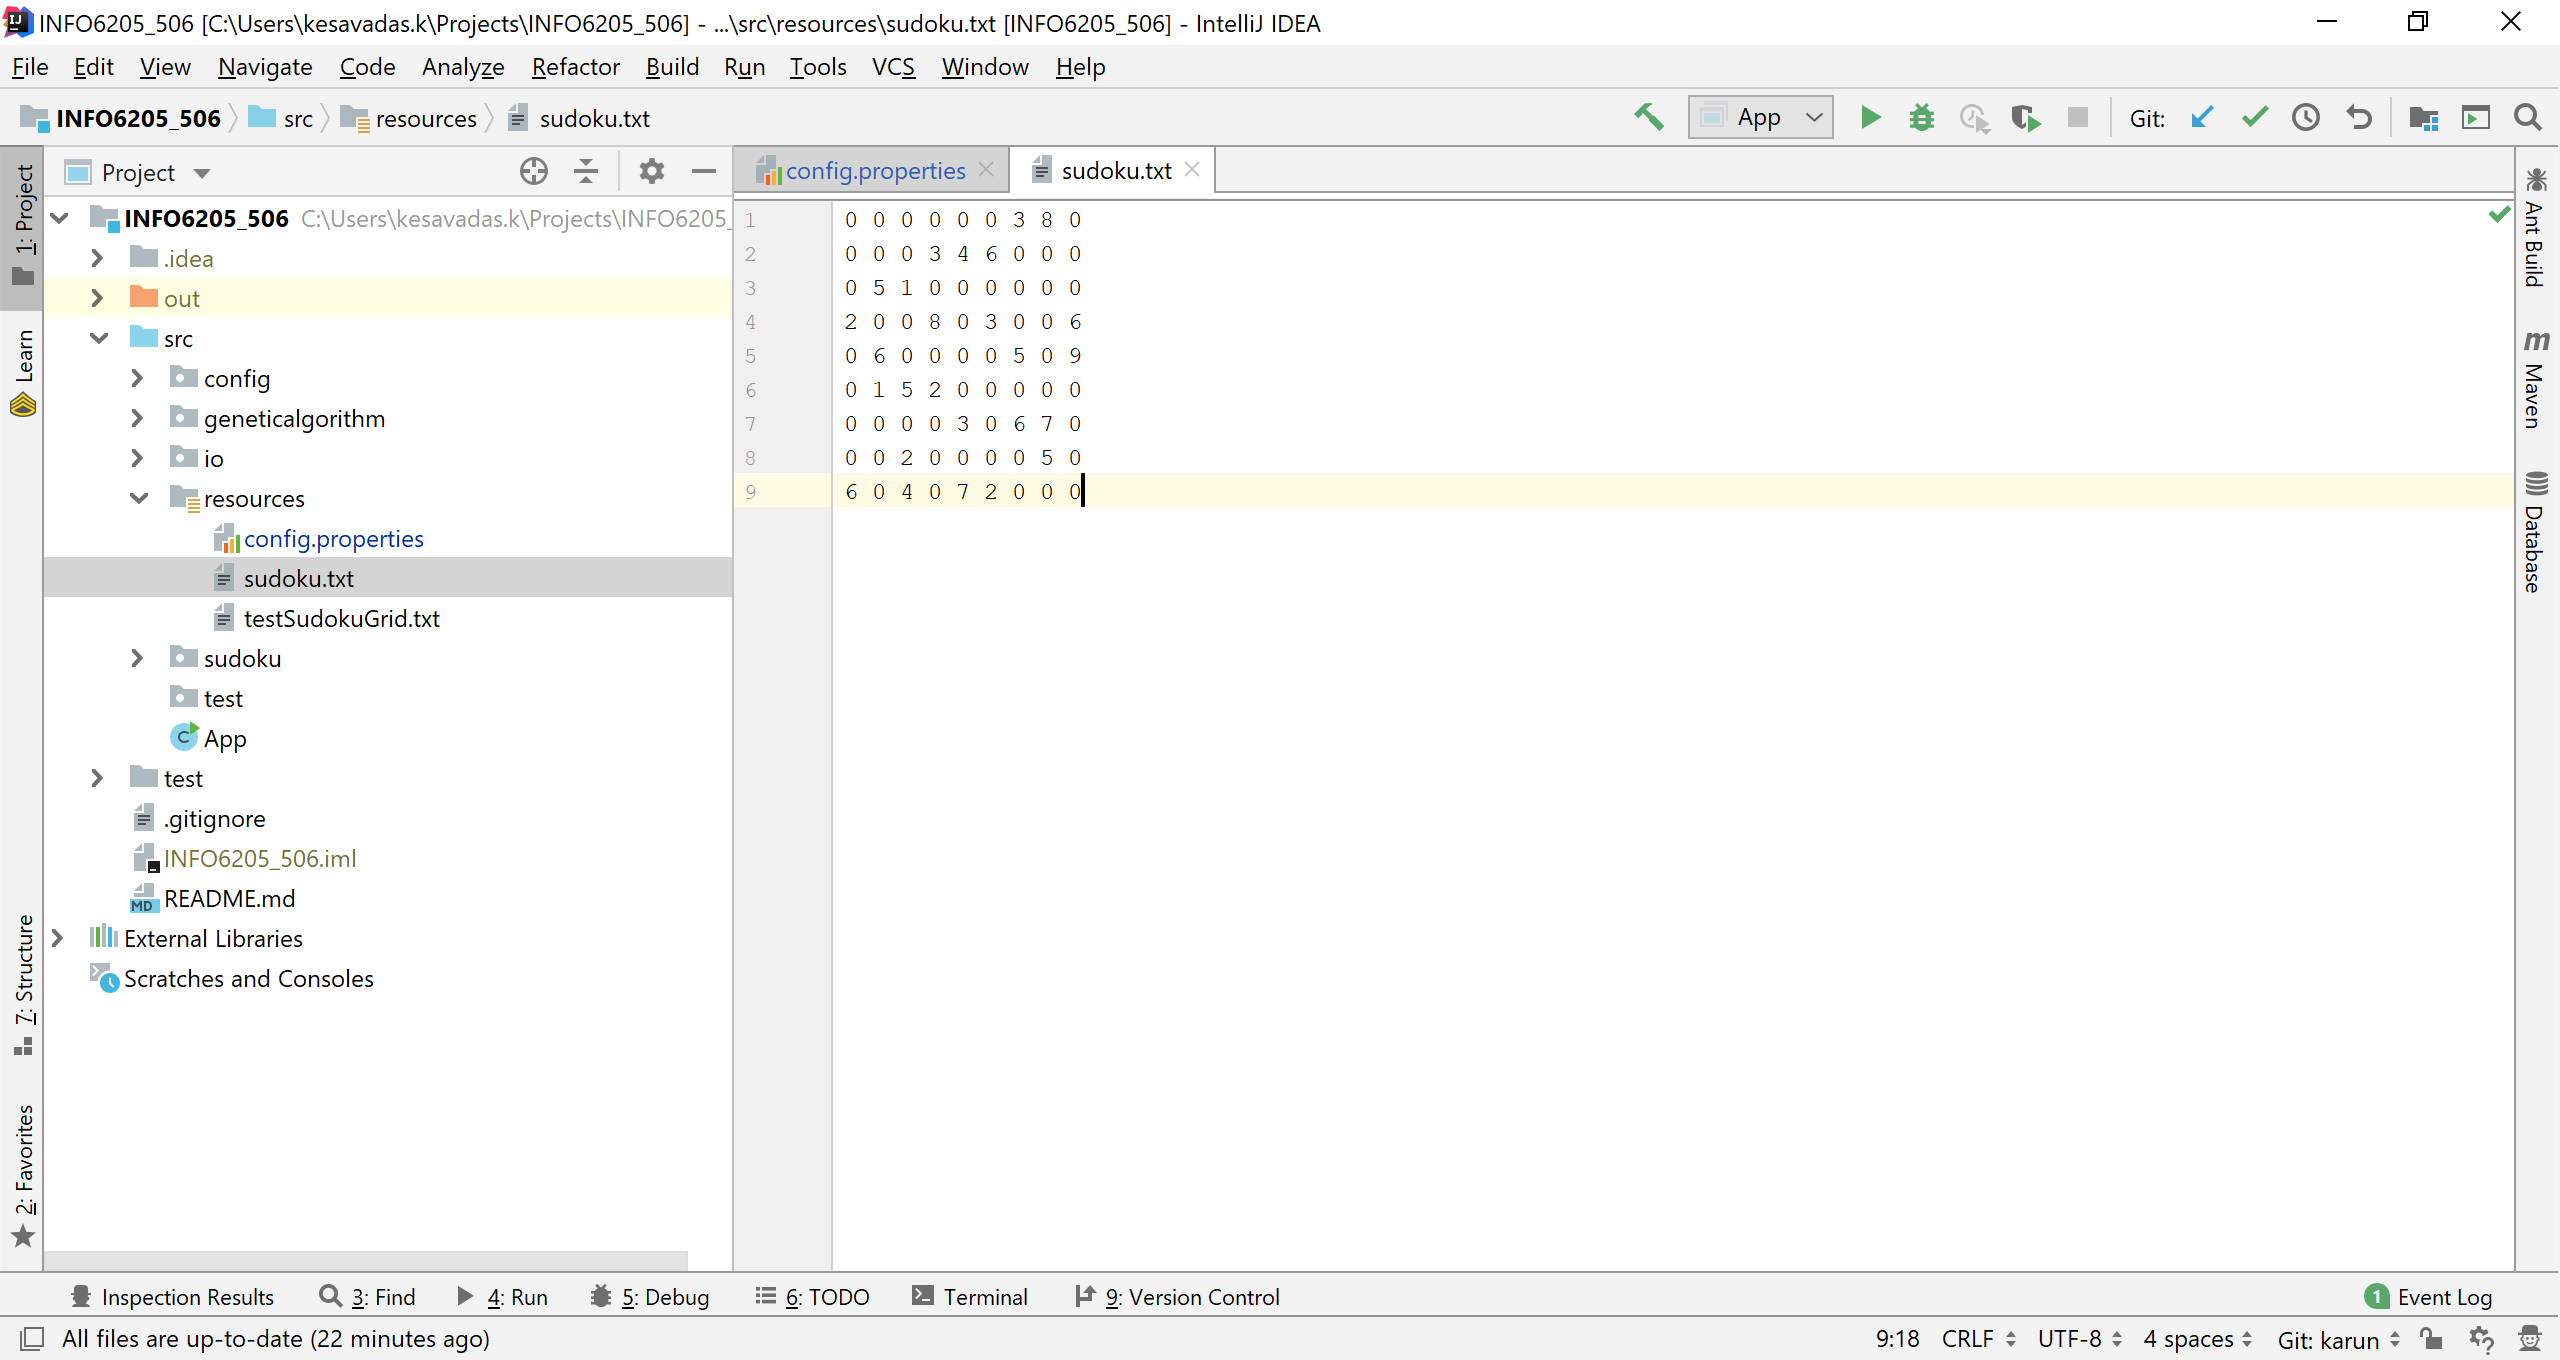 INFO6205_506 [C:\Users\kesavadas.k\Projects\INFO6205_506] - ...\src\resources\sudoku.txt [INFO6205_506] - IntelliJ IDEA
File Edit View Navigate Code Analyze Refactor Build Run Tools VCS Window Help
INFO6205_506 src resources sudoku.txt App Git:
1: Project
Learn
7: Structure
2: Favorites
Project
INFO6205_506 C:\Users\kesavadas.k\Projects\INFO6205_
.idea
out
src
config
geneticalgorithm
io
resources
config.properties
sudoku.txt
testSudokuGrid.txt
sudoku
test
App
test
.gitignore
INFO6205_506.iml
README.md
External Libraries
Scratches and Consoles
config.properties sudoku.txt
1 0 0 0 0 0 0 3 8 0
2 0 0 0 3 4 6 0 0 0
3 0 5 1 0 0 0 0 0 0
4 2 0 0 8 0 3 0 0 6
5 0 6 0 0 0 0 5 0 9
6 0 1 5 2 0 0 0 0 0
7 0 0 0 0 3 0 6 7 0
8 0 0 2 0 0 0 0 5 0
9 6 0 4 0 7 2 0 0 0
Ant Build
Maven
Database
Inspection Results 3: Find 4: Run 5: Debug 6: TODO Terminal 9: Version Control 1 Event Log
All files are up-to-date (22 minutes ago) 9:18 CRLF UTF-8 4 spaces Git: karun